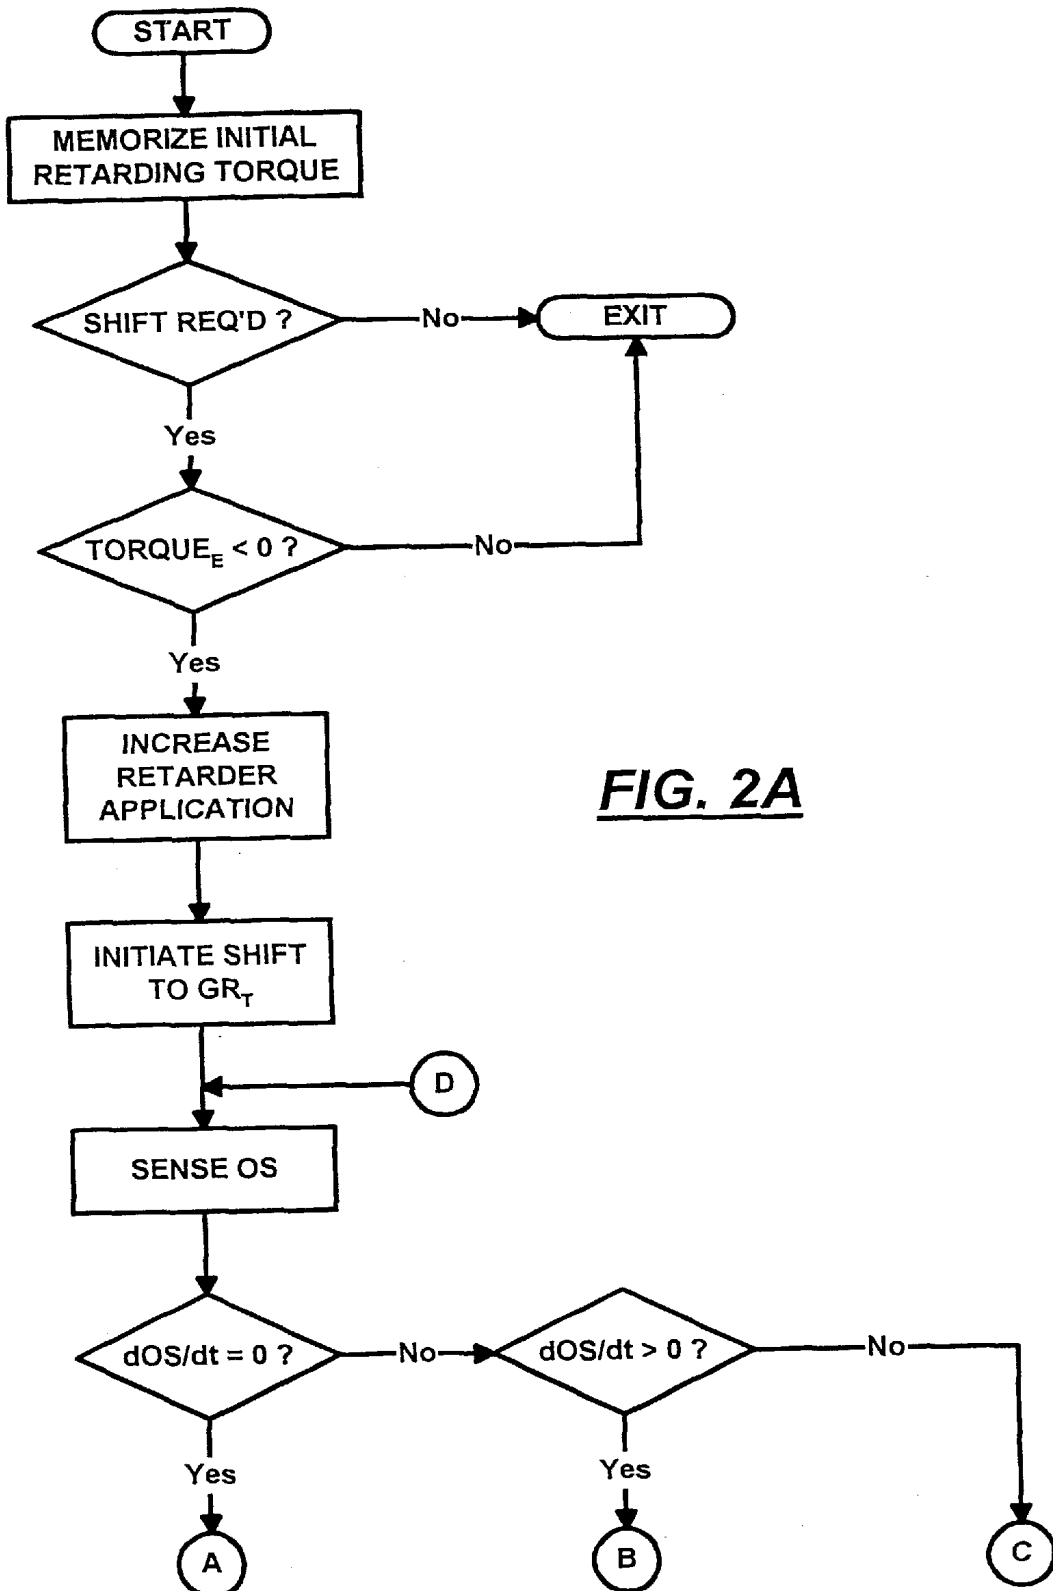 START
MEMORIZE INITIAL
RETARDING TORQUE
SHIFT REQ'D ?
No
EXIT
Yes
TORQUE_E < 0 ?
No
Yes
INCREASE
RETARDER
APPLICATION
FIG. 2A
INITIATE SHIFT
TO GR_T
D
SENSE OS
dOS/dt = 0 ?
No
dOS/dt > 0 ?
No
Yes
Yes
A
B
C